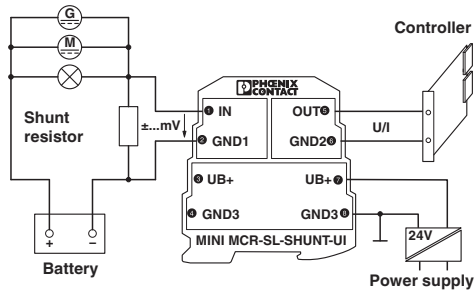 G
M
Controller
PHŒNIX
CONTACT
Shunt
resistor
±...mV
1 IN
OUT 5
U/I
2 GND1
GND2 6
3 UB+
UB+ 7
4 GND3
GND3 8
24V
+ −
MINI MCR-SL-SHUNT-UI
Battery
Power supply